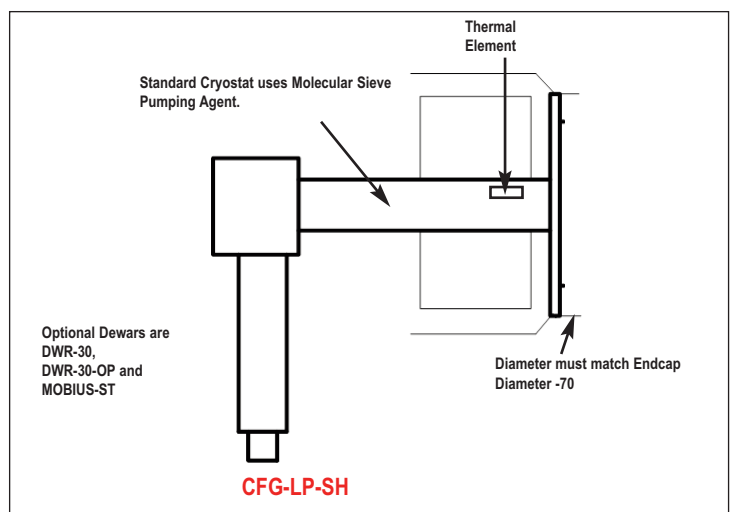 Thermal
Element
Standard Cryostat uses Molecular Sieve
Pumping Agent.
Optional Dewars are
DWR-30,
DWR-30-OP and
MOBIUS-ST
Diameter must match Endcap
Diameter -70
CFG-LP-SH